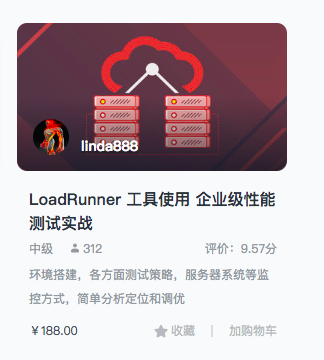 linda888
LoadRunner 工具使用 企业级性能
测试实战
中级 312 评价：9.57分
环境搭建，各方面测试策略，服务器系统等监
控方式，简单分析定位和调优
￥188.00 收藏 | 加购物车